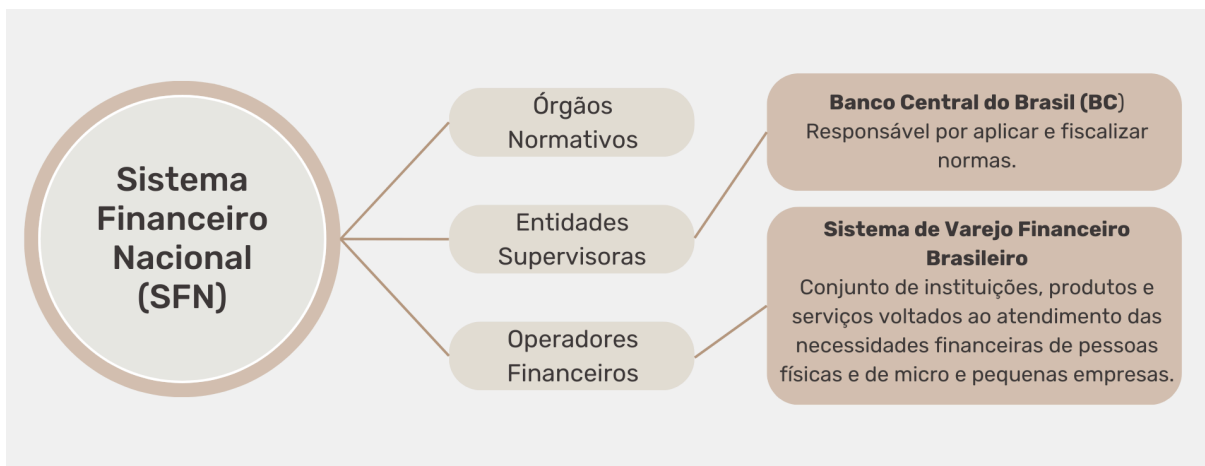 Sistema
Financeiro
Nacional
(SFN)
Órgãos
Normativos
Entidades
Supervisoras
Operadores
Financeiros
Banco Central do Brasil (BC)
Responsável por aplicar e fiscalizar
normas.
Sistema de Varejo Financeiro
Brasileiro
Conjunto de instituições, produtos e
serviços voltados ao atendimento das
necessidades financeiras de pessoas
físicas e de micro e pequenas empresas.